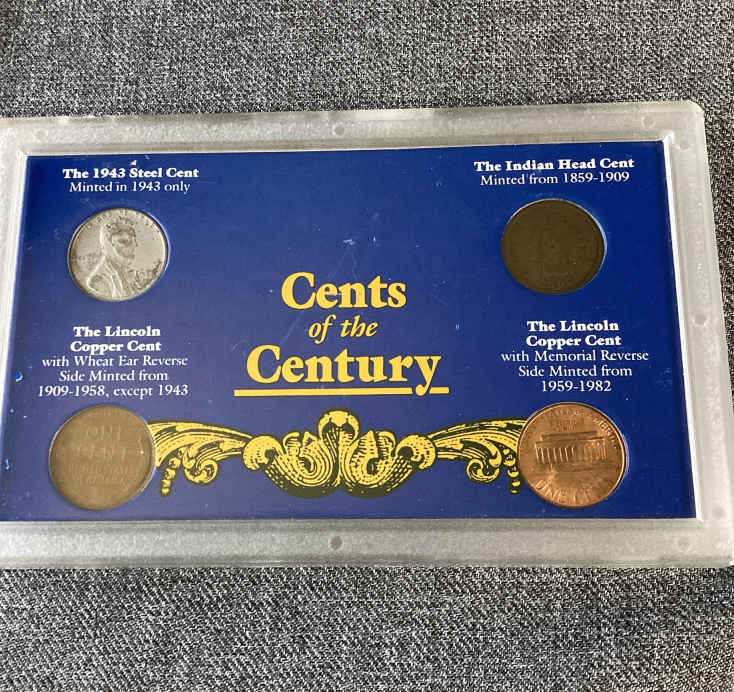 The 1943 Steel Cent
Minted in 1943 only
The Indian Head Cent
Minted from 1859-1909
Cents
of the
Century
The Lincoln
Copper Cent
with Wheat Ear Reverse
Side Minted from
1909-1958, except 1943
The Lincoln
Copper Cent
with Memorial Reverse
Side Minted from
1959-1982
ONE
CENT
ONE CENT